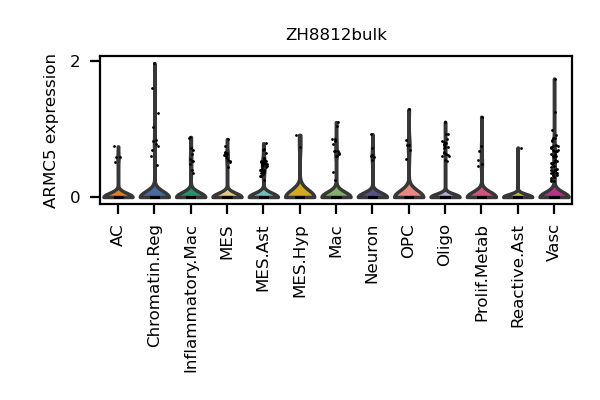 ZH8812bulk
ARMC5 expression
2
0
AC
Chromatin.Reg
Inflammatory.Mac
MES
MES.Ast
MES.Hyp
Mac
Neuron
OPC
Oligo
Prolif.Metab
Reactive.Ast
Vasc